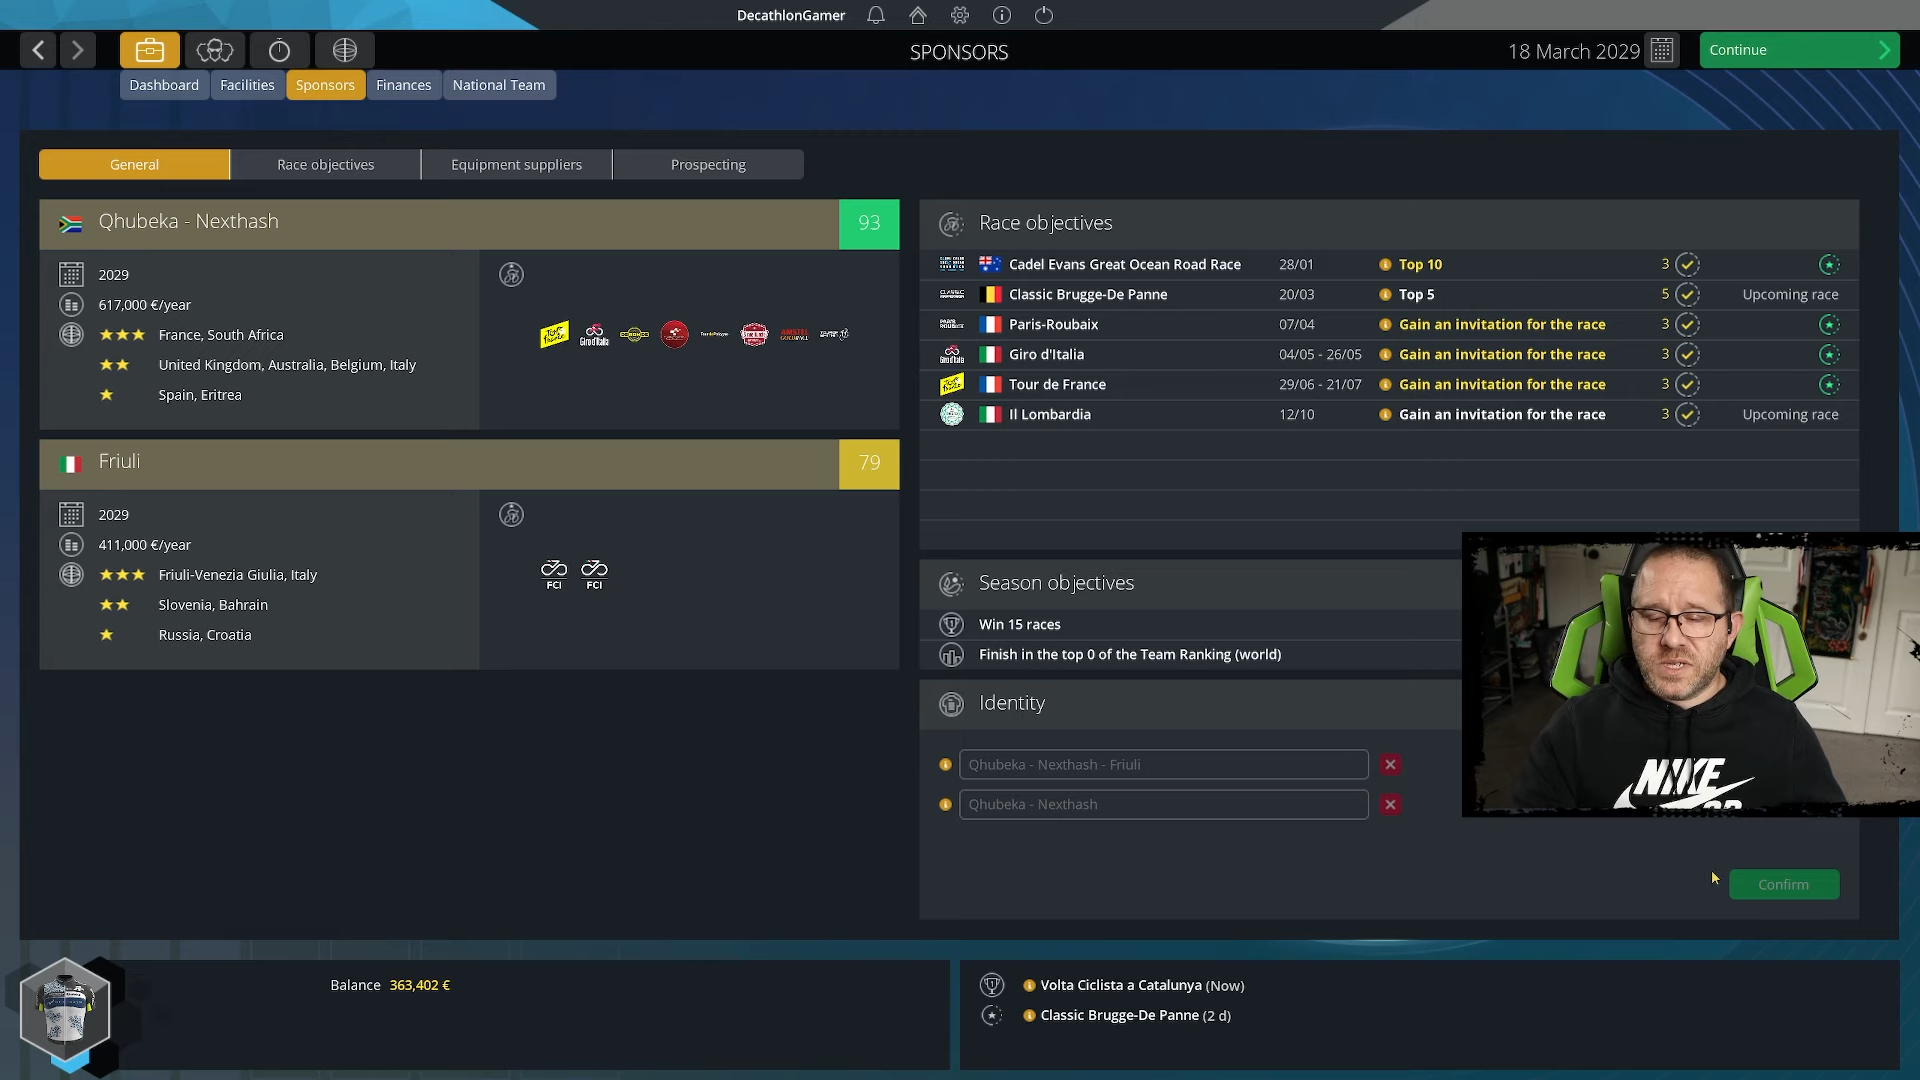 DecathlonGamer
SPONSORS
18 March 2029
Continue
Dashboard
Facilities
Sponsors
Finances
National Team
General
Race objectives
Equipment suppliers
Prospecting
Qhubeka - Nexthash
93
2029
617,000 €/year
France, South Africa
United Kingdom, Australia, Belgium, Italy
Spain, Eritrea
Friuli
79
2029
411,000 €/year
Friuli-Venezia Giulia, Italy
Slovenia, Bahrain
Russia, Croatia
FCI FCI
Race objectives
Cadel Evans Great Ocean Road Race 28/01 Top 10 3
Classic Brugge-De Panne 20/03 Top 5 5 Upcoming race
Paris-Roubaix 07/04 Gain an invitation for the race 3
Giro d'Italia 04/05 - 26/05 Gain an invitation for the race 3
Tour de France 29/06 - 21/07 Gain an invitation for the race 3
Il Lombardia 12/10 Gain an invitation for the race 3 Upcoming race
Season objectives
Win 15 races
Finish in the top 0 of the Team Ranking (world)
Identity
Qhubeka - Nexthash - Friuli
Qhubeka - Nexthash
Confirm
NIKE
Balance 363,402 €
Volta Ciclista a Catalunya (Now)
Classic Brugge-De Panne (2 d)